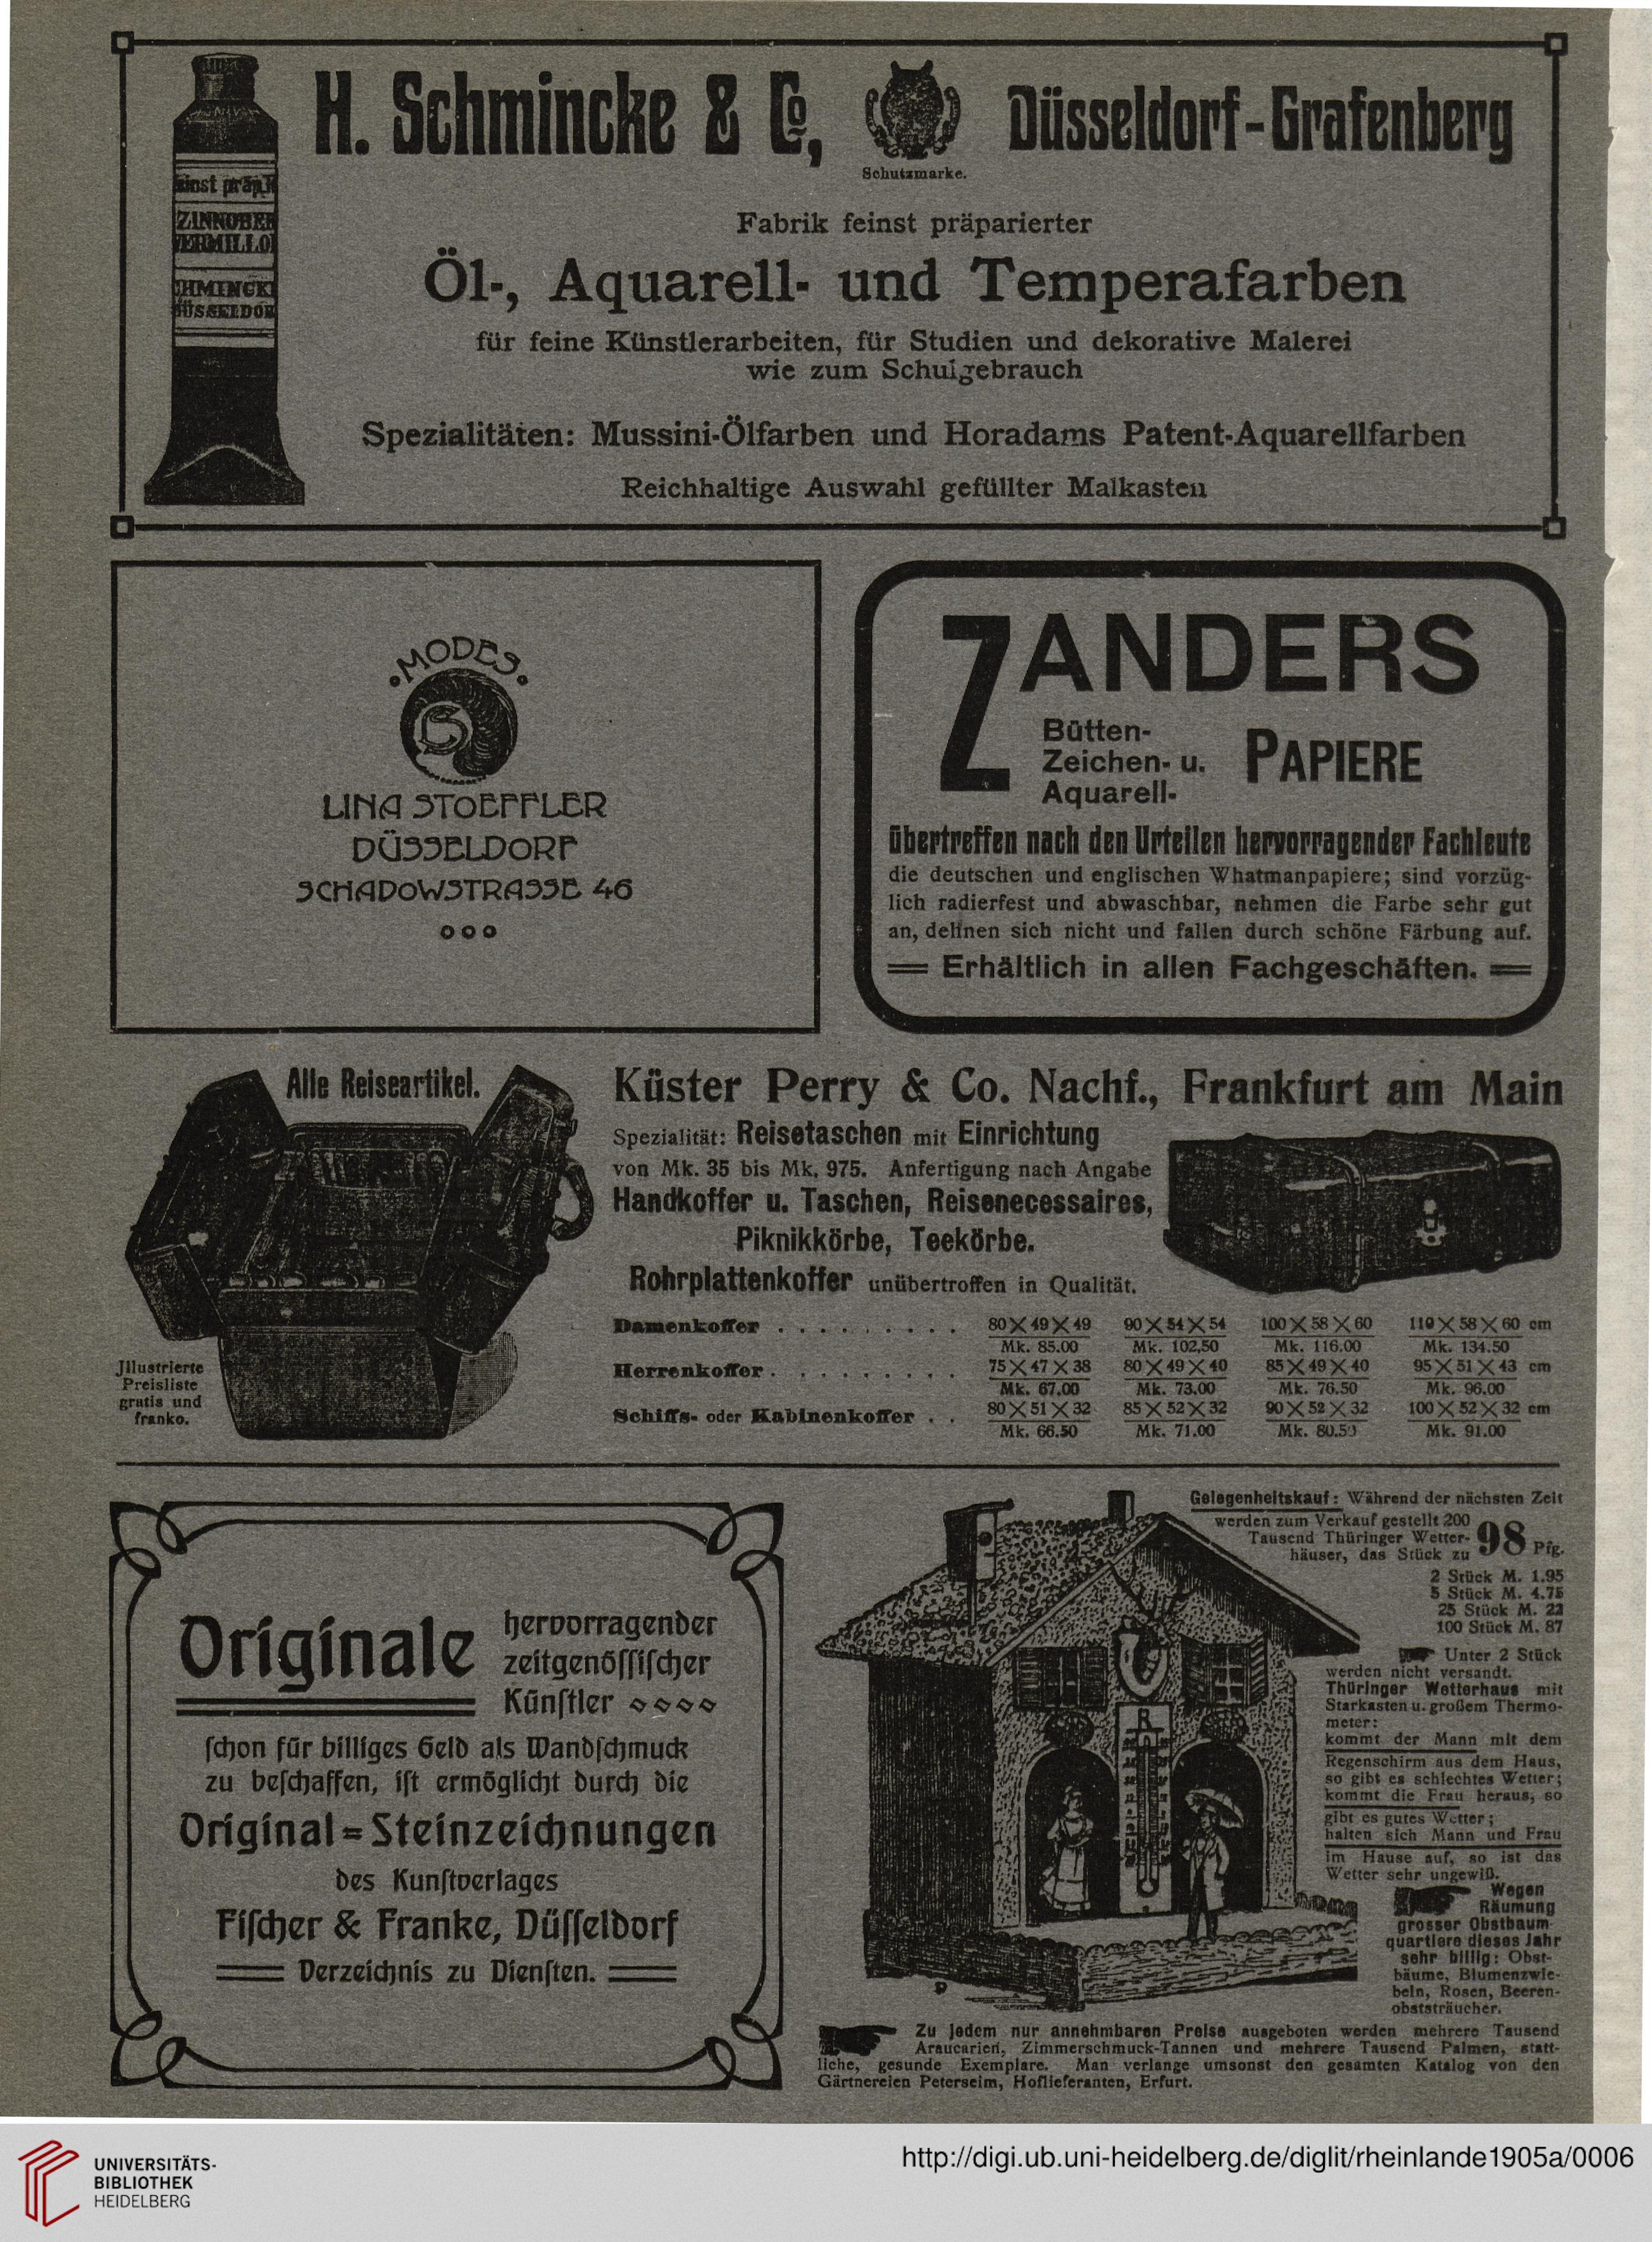 H. Schmincke & Co, Düsseldorf-Grafenberg
Schutzmarke.
feinst präp.
ZINNOBER
VERMILLO
CHMINCK
DÜSSELDOR
Fabrik feinst präparierter
Öl-, Aquarell- und Temperafarben
für feine Künstlerarbeiten, für Studien und dekorative Malerei
wie zum Schulgebrauch
Spezialitäten: Mussini-Ölfarben und Horadams Patent-Aquarellfarben
Reichhaltige Auswahl gefüllter Malkasten
MODES
LINA STOEFFLER
DÜSSELDORF
SCHADOWSTRASSE 46
ZANDERS
Bütten-
Zeichen- u.
Aquarell-
PAPIERE
übertreffen nach den Urteilen hervorragender Fachleute
die deutschen und englischen Whatmanpapiere; sind vorzüg-
lich radierfest und abwaschbar, nehmen die Farbe sehr gut
an, dehnen sich nicht und fallen durch schöne Färbung auf.
Erhältlich in allen Fachgeschäften.
Alle Reiseartikel.
Jllustrierte
Preisliste
gratis und
franko.
Küster Perry & Co. Nachf., Frankfurt am Main
Spezialität: Reisetaschen mit Einrichtung
von Mk. 35 bis Mk. 975. Anfertigung nach Angabe
Handkoffer u. Taschen, Reisenecessaires,
Piknikkörbe, Teekörbe.
Rohrplattenkoffer unübertroffen in Qualität.
Damenkoffer . . . . . . . . . 80×49×49 90×54×54 100×58×60 110×58×60 cm
Mk. 85.00 Mk. 102,50 Mk. 116.00 Mk. 134.50
Herrenkoffer . . . . . . . . . 75×47×38 80×49×40 85×49×40 95×51×43 cm
Mk. 67.00 Mk. 73.00 Mk. 76.50 Mk. 96.00
Schiffs- oder Kabinenkoffer . . 80×51×32 85×52×32 90×52×32 100×52×32 cm
Mk. 66.50 Mk. 71.00 Mk. 80.50 Mk. 91.00
Originale
hervorragender
zeitgenöſſiſcher
Künſtler
ſchon für billiges Geld als Wandſchmuck
zu beſchaffen, iſt ermöglicht durch die
Original=Steinzeichnungen
des Kunſtverlages
Fiſcher & Franke, Düſſeldorf
Verzeichnis zu Dienſten.
Gelegenheitskauf: Während der nächsten Zeit
werden zum Verkauf gestellt 200
Tausend Thüringer Wetter-
häuser, das Stück zu 98 Pfg.
2 Stück M. 1.95
5 Stück M. 4.75
25 Stück M. 22
100 Stück M. 87
Unter 2 Stück
werden nicht versandt.
Thüringer Wetterhaus mit
Starkasten u. großem Thermo-
meter:
kommt der Mann mit dem
Regenschirm aus dem Haus,
so gibt es schlechtes Wetter;
kommt die Frau heraus, so
gibt es gutes Wetter;
halten sich Mann und Frau
im Hause auf, so ist das
Wetter sehr ungewiß.
Wegen
Räumung
grosser Obstbaum-
quartiere dieses Jahr
sehr billig: Obst-
bäume, Blumenzwie-
beln, Rosen, Beeren-
obststräucher.
R
Zu jedem nur annehmbaren Preise ausgeboten werden mehrere Tausend
Araucarien, Zimmerschmuck-Tannen und mehrere Tausend Palmen, statt-
liche, gesunde Exemplare. Man verlange umsonst den gesamten Katalog von den
Gärtnereien Peterseim, Hoflieferanten, Erfurt.
UNIVERSITÄTS-
BIBLIOTHEK
HEIDELBERG
http://digi.ub.uni-heidelberg.de/diglit/rheinlande1905a/0006